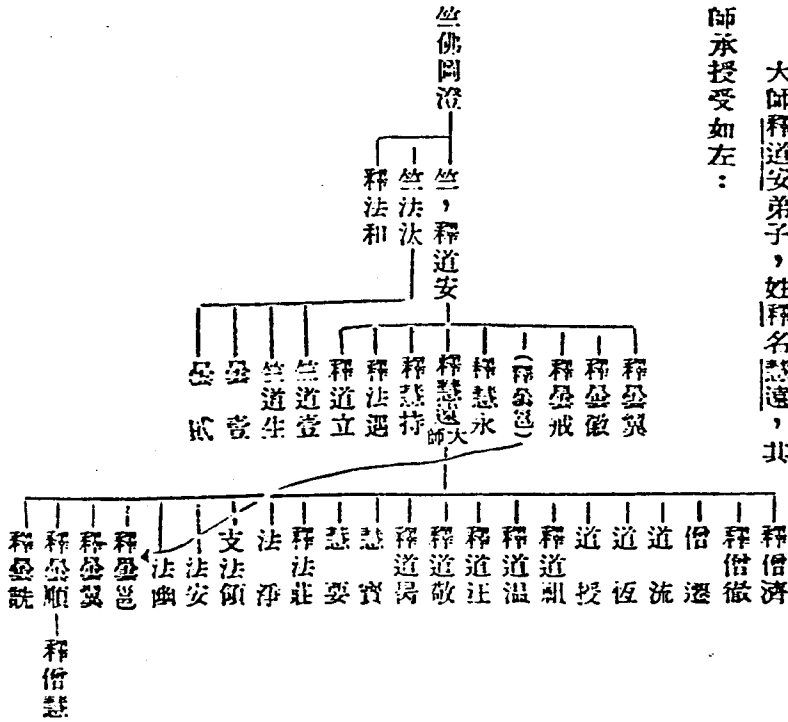 大師釋道安弟子，姓釋名慧遠，其
師承授受如左：
竺佛圖澄
竺，釋道安
竺法汰
釋法和
釋曇翼
釋曇徽
釋曇戒
（釋曇邕）
釋慧永
釋慧遠大師
釋慧持
釋法遇
釋道立
竺道壹
竺道生
曇壹
曇貳
釋僧濟
釋僧徹
僧遷
道流
道恆
道授
釋道祖
釋道溫
釋道汪
釋道敬
釋道昺
慧寶
慧要
釋法莊
法淨
支法領
法安
法幽
釋曇邕
釋曇翼
釋曇順
釋曇詵
釋僧慧